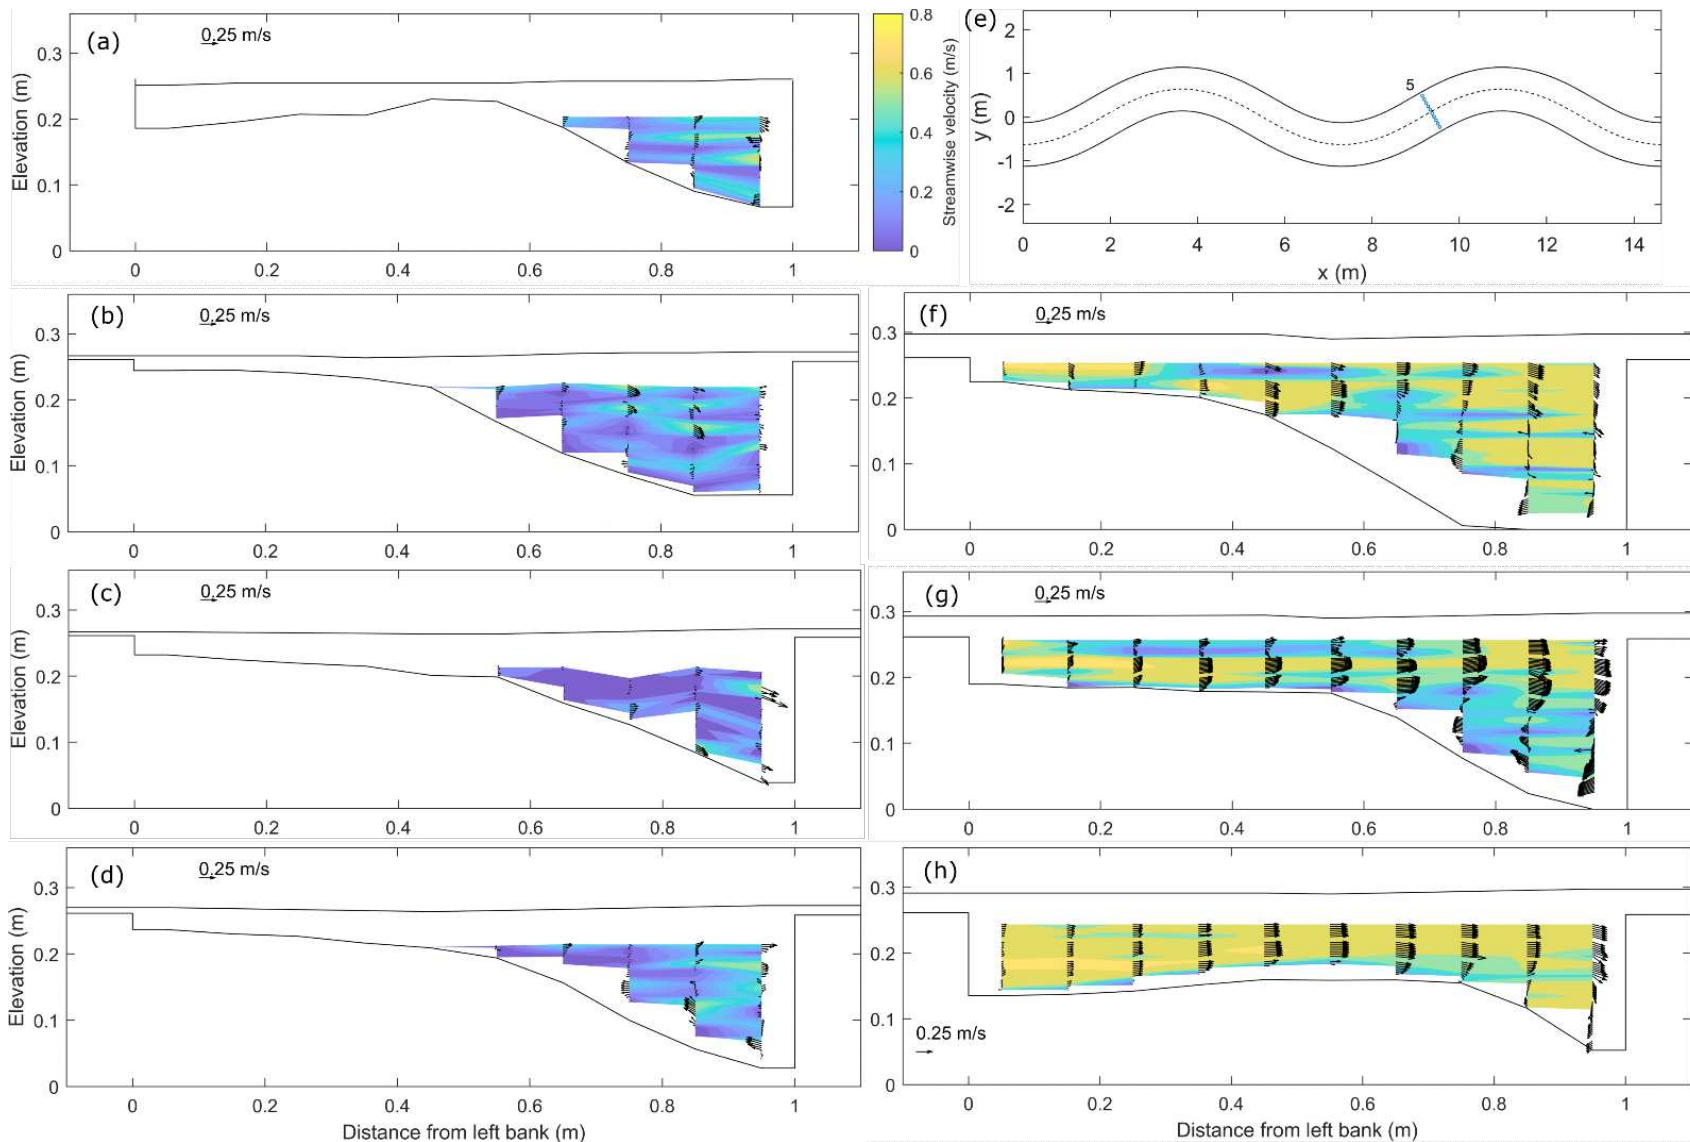 (a)
0.25 m/s
Elevation (m)
0.3
0.2
0.1
0
0 0.2 0.4 0.6 0.8 1
0.8
0.6
0.4
0.2
0
Streamwise velocity (m/s)
(e)
5
y (m)
2
1
0
-1
-2
0 2 4 6 8 10 12 14
x (m)
(b)
0.25 m/s
Elevation (m)
0.3
0.2
0.1
0
0 0.2 0.4 0.6 0.8 1
(f)
0.25 m/s
0.3
0.2
0.1
0
0 0.2 0.4 0.6 0.8 1
(c)
0.25 m/s
Elevation (m)
0.3
0.2
0.1
0
0 0.2 0.4 0.6 0.8 1
(g)
0.25 m/s
0.3
0.2
0.1
0
0 0.2 0.4 0.6 0.8 1
(d)
0.25 m/s
Elevation (m)
0.3
0.2
0.1
0
0 0.2 0.4 0.6 0.8 1
Distance from left bank (m)
(h)
0.25 m/s
0.3
0.2
0.1
0
0 0.2 0.4 0.6 0.8 1
Distance from left bank (m)